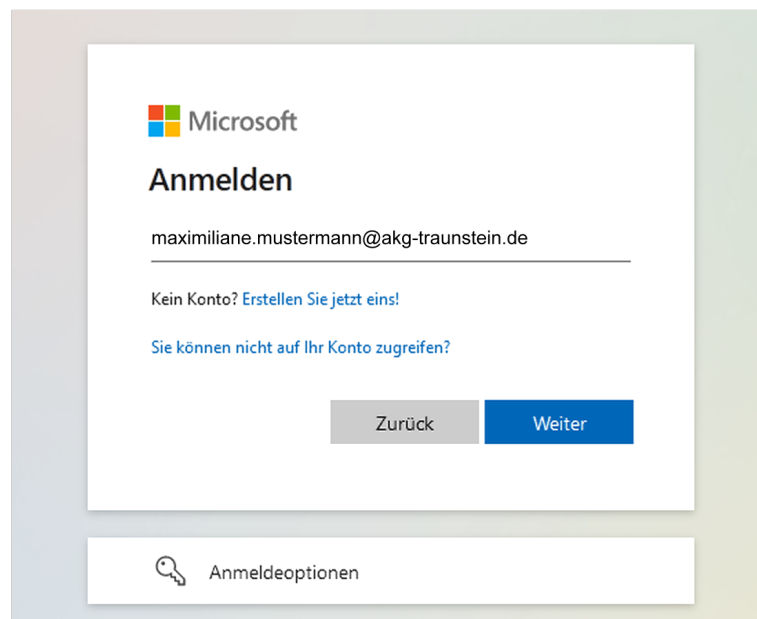 Microsoft
Anmelden
maximiliane.mustermann@akg-traunstein.de
Kein Konto? Erstellen Sie jetzt eins!
Sie können nicht auf Ihr Konto zugreifen?
Zurück Weiter
Anmeldeoptionen